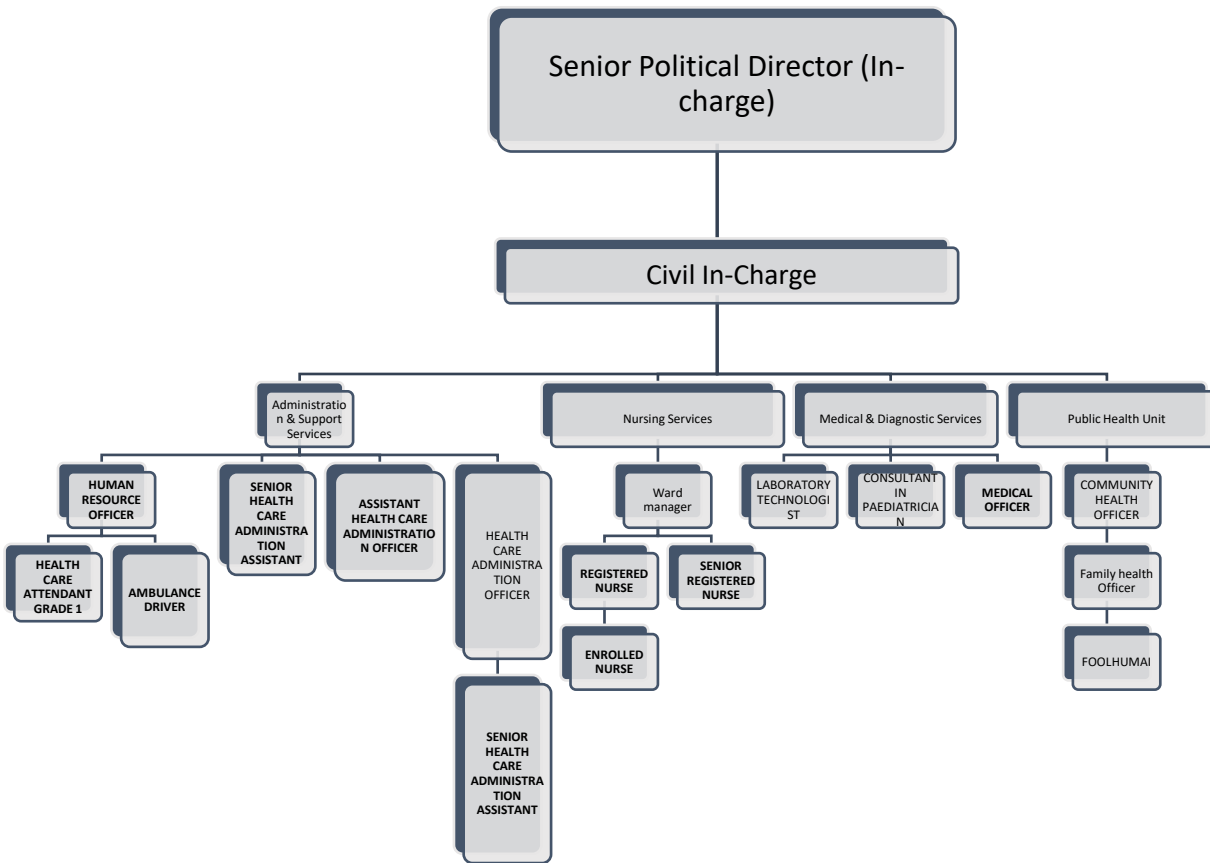 Senior Political Director (In-
charge)
Civil In-Charge
Administratio
n & Support
Services
Nursing Services
Medical & Diagnostic Services
Public Health Unit
HUMAN
RESOURCE
OFFICER
SENIOR
HEALTH
CARE
ADMINISTRA
TION
ASSISTANT
ASSISTANT
HEALTH CARE
ADMINISTRATIO
N OFFICER
HEALTH
CARE
ADMINISTRA
TION
OFFICER
Ward
manager
LABORATORY
TECHNOLOGI
ST
CONSULTANT
IN
PAEDIATRICIA
N
MEDICAL
OFFICER
COMMUNITY
HEALTH
OFFICER
HEALTH
CARE
ATTENDANT
GRADE 1
AMBULANCE
DRIVER
REGISTERED
NURSE
SENIOR
REGISTERED
NURSE
Family health
Officer
ENROLLED
NURSE
FOOLHUMAI
SENIOR
HEALTH
CARE
ADMINISTRA
TION
ASSISTANT